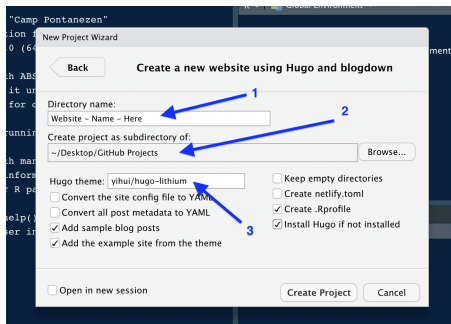 "Camp Pontanezen"
Global Environment
New Project Wizard
0 (64
Back
Create a new website using Hugo and blogdown
1
Directory name:
Website - Name - Here
2
Create project as subdirectory of:
~/Desktop/GitHub Projects
Browse...
Hugo theme: yihui/hugo-lithium
Keep empty directories
Convert the site config file to YAML
Create netlify.toml
Convert all post metadata to YAML
Create .Rprofile
3
Add sample blog posts
Install Hugo if not installed
Add the example site from the theme
Open in new session
Create Project
Cancel